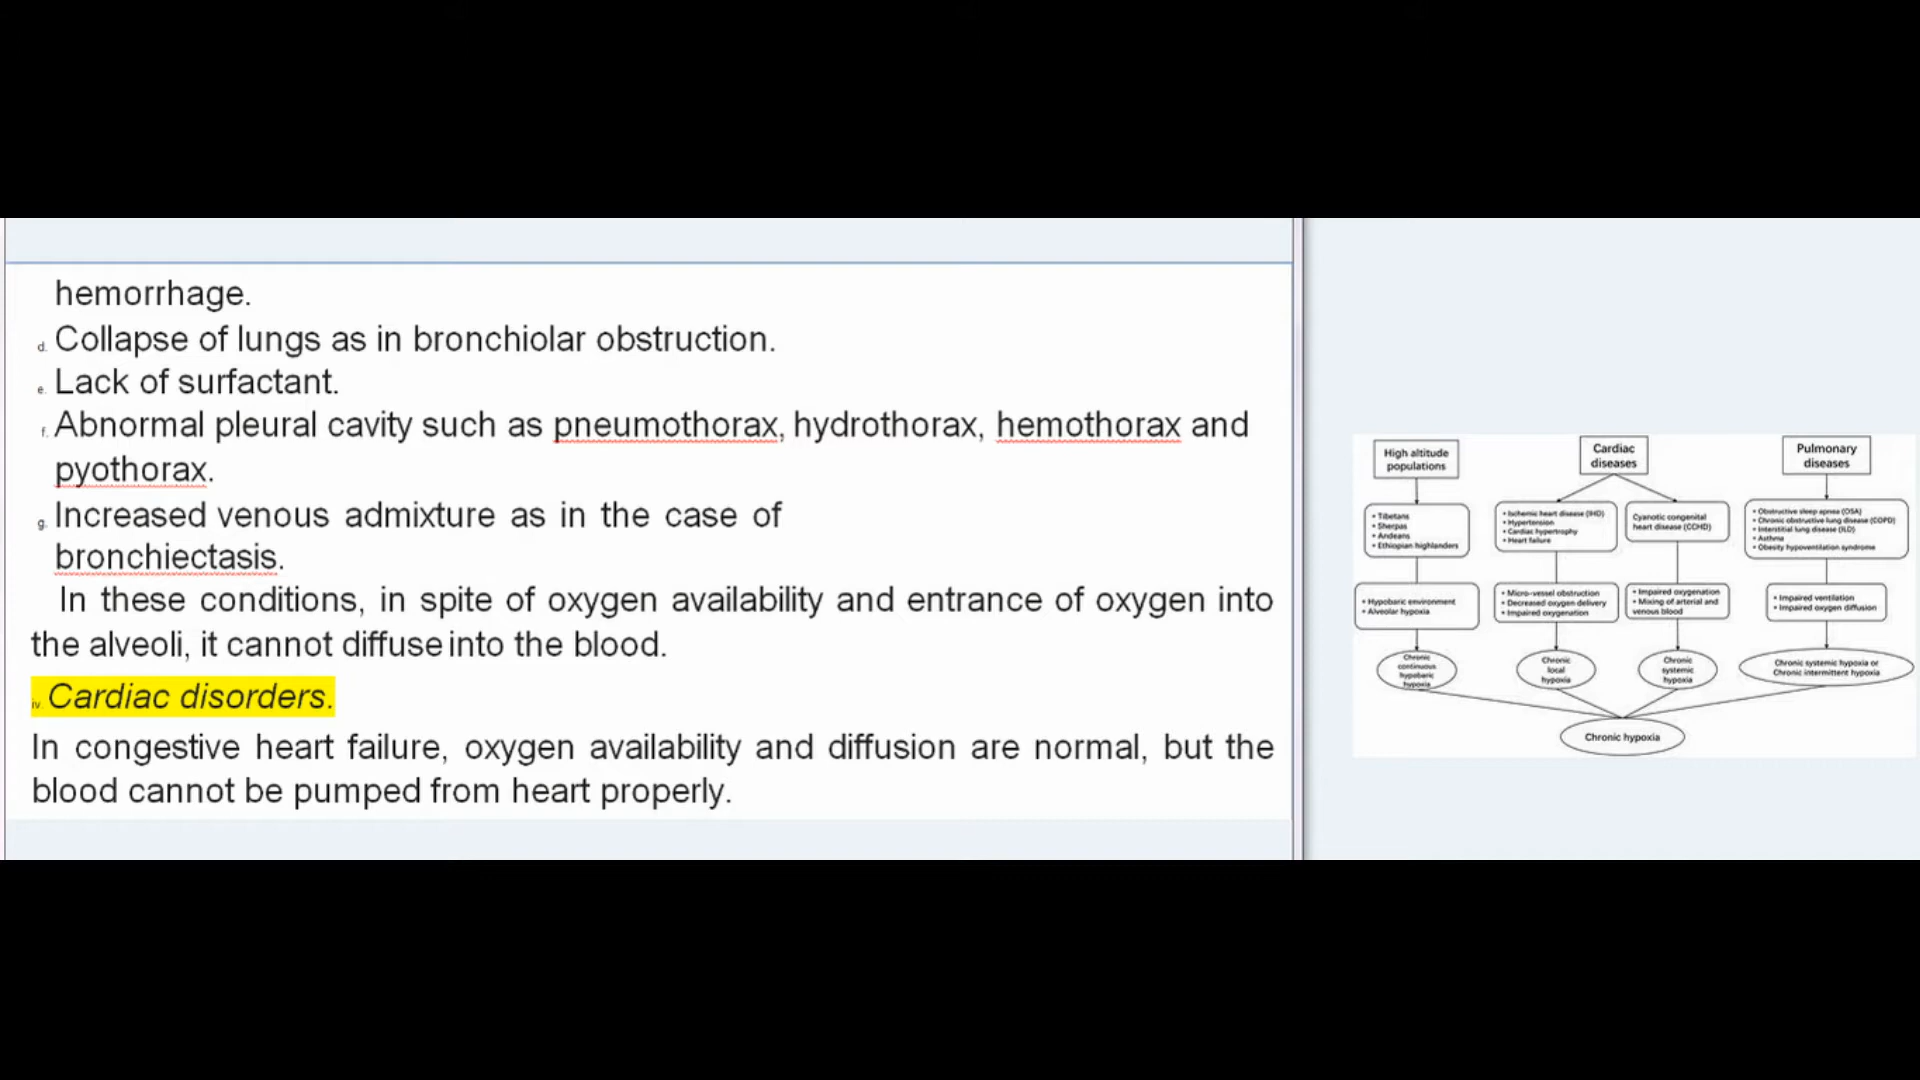 hemorrhage.
d. Collapse of lungs as in bronchiolar obstruction.
e. Lack of surfactant.
f. Abnormal pleural cavity such as pneumothorax, hydrothorax, hemothorax and
pyothorax.
g. Increased venous admixture as in the case of
bronchiectasis.
In these conditions, in spite of oxygen availability and entrance of oxygen into
the alveoli, it cannot diffuse into the blood.
iv. Cardiac disorders.
In congestive heart failure, oxygen availability and diffusion are normal, but the
blood cannot be pumped from heart properly.
High altitude
populations
• Tibetans
• Sherpas
• Andeans
• Ethiopian highlanders
• Hypobaric environment
• Alveolar hypoxia
Chronic
continuous
hypobaric
hypoxia
Cardiac
diseases
• Ischemic heart disease (IHD)
• Hypertension
• Cardiac hypertrophy
• Heart failure
• Micro-vessel obstruction
• Decreased oxygen delivery
• Impaired oxygenation
Chronic
local
hypoxia
Cyanotic congenital
heart disease (CCHD)
• Impaired oxygenation
• Mixing of arterial and
venous blood
Chronic
systemic
hypoxia
Pulmonary
diseases
• Obstructive sleep apnea (OSA)
• Chronic obstructive lung disease (COPD)
• Interstitial lung disease (ILD)
• Asthma
• Obesity hypoventilation syndrome
• Impaired ventilation
• Impaired oxygen diffusion
Chronic systemic hypoxia or
Chronic intermittent hypoxia
Chronic hypoxia